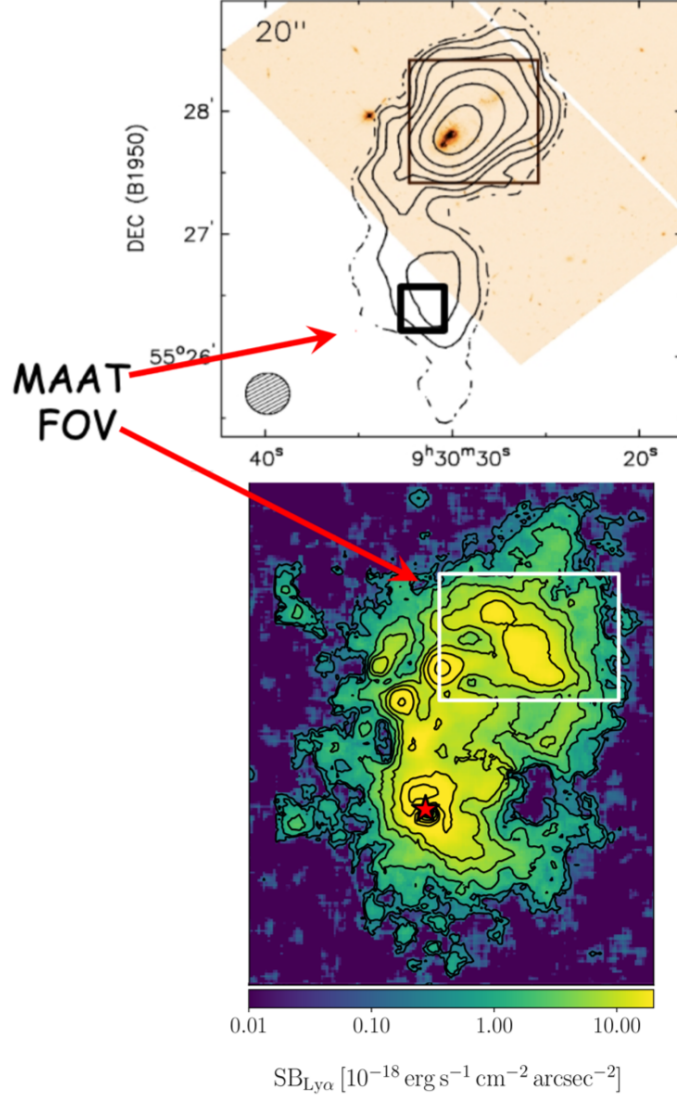 20"
28'
DEC (B1950)
27'
55°26'
MAAT
FOV
40ˢ
9ʰ30ᵐ30ˢ
20ˢ
0.01
0.10
1.00
10.00
SB_Lyα [10⁻¹⁸ erg s⁻¹ cm⁻² arcsec⁻²]